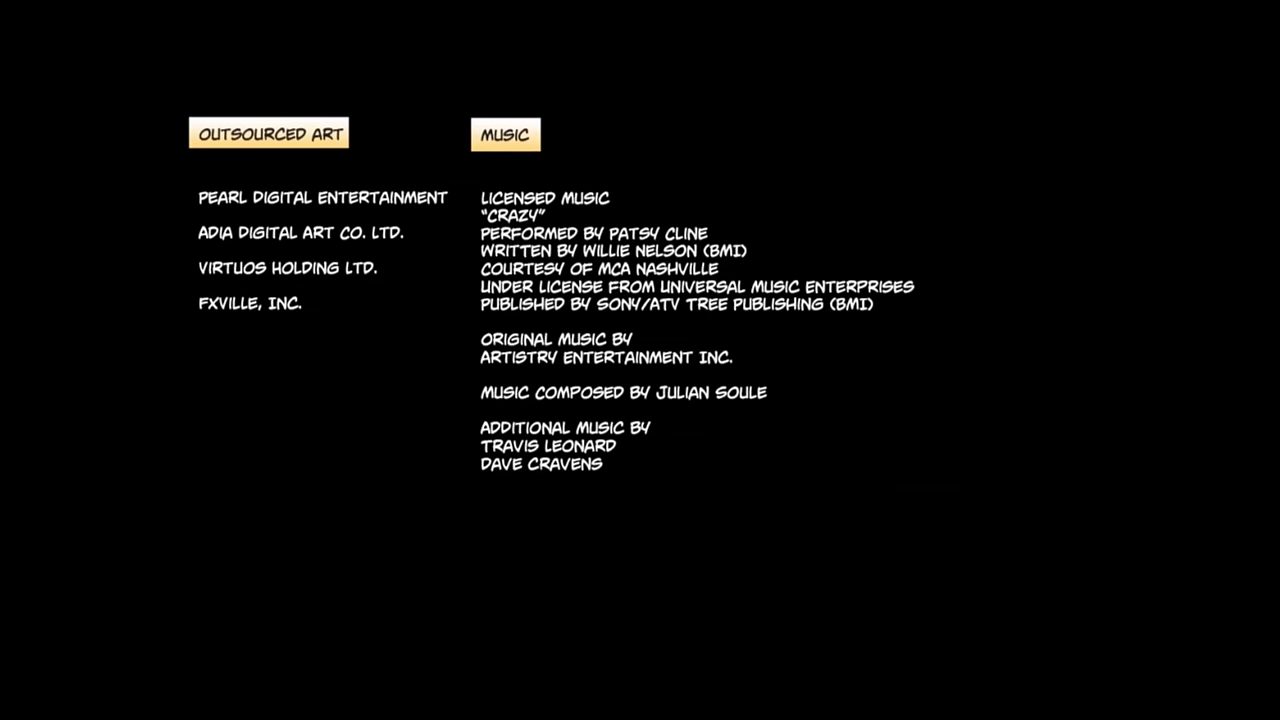 OUTSOURCED ART
PEARL DIGITAL ENTERTAINMENT
ADIA DIGITAL ART CO. LTD.
VIRTUOS HOLDING LTD.
FXVILLE, INC.
MUSIC
LICENSED MUSIC
"CRAZY"
PERFORMED BY PATSY CLINE
WRITTEN BY WILLIE NELSON (BMI)
COURTESY OF MCA NASHVILLE
UNDER LICENSE FROM UNIVERSAL MUSIC ENTERPRISES
PUBLISHED BY SONY/ATV TREE PUBLISHING (BMI)
ORIGINAL MUSIC BY
ARTISTRY ENTERTAINMENT INC.
MUSIC COMPOSED BY JULIAN SOULE
ADDITIONAL MUSIC BY
TRAVIS LEONARD
DAVE CRAVENS